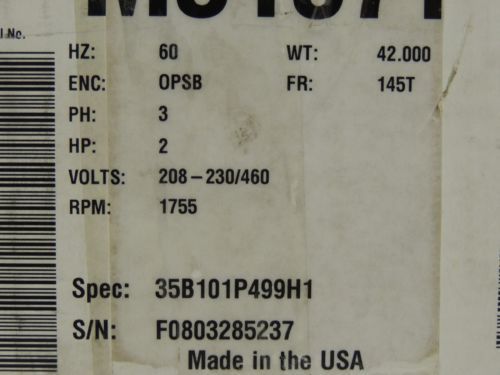 l No.
HZ: 60 WT: 42.000
ENC: OPSB FR: 145T
PH: 3
HP: 2
VOLTS: 208-230/460
RPM: 1755
Spec: 35B101P499H1
S/N: F0803285237
Made in the USA